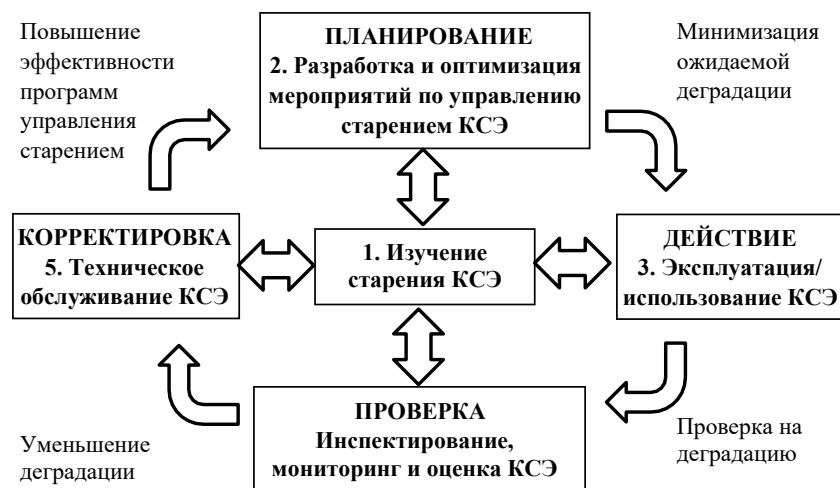 Повышение
эффективности
программ
управления
старением
ПЛАНИРОВАНИЕ
2. Разработка и оптимизация
мероприятий по управлению
старением КСЭ
Минимизация
ожидаемой
деградации
КОРРЕКТИРОВКА
5. Техническое
обслуживание КСЭ
1. Изучение
старения КСЭ
ДЕЙСТВИЕ
3. Эксплуатация/
использование КСЭ
Уменьшение
деградации
ПРОВЕРКА
Инспектирование,
мониторинг и оценка КСЭ
Проверка на
деградацию